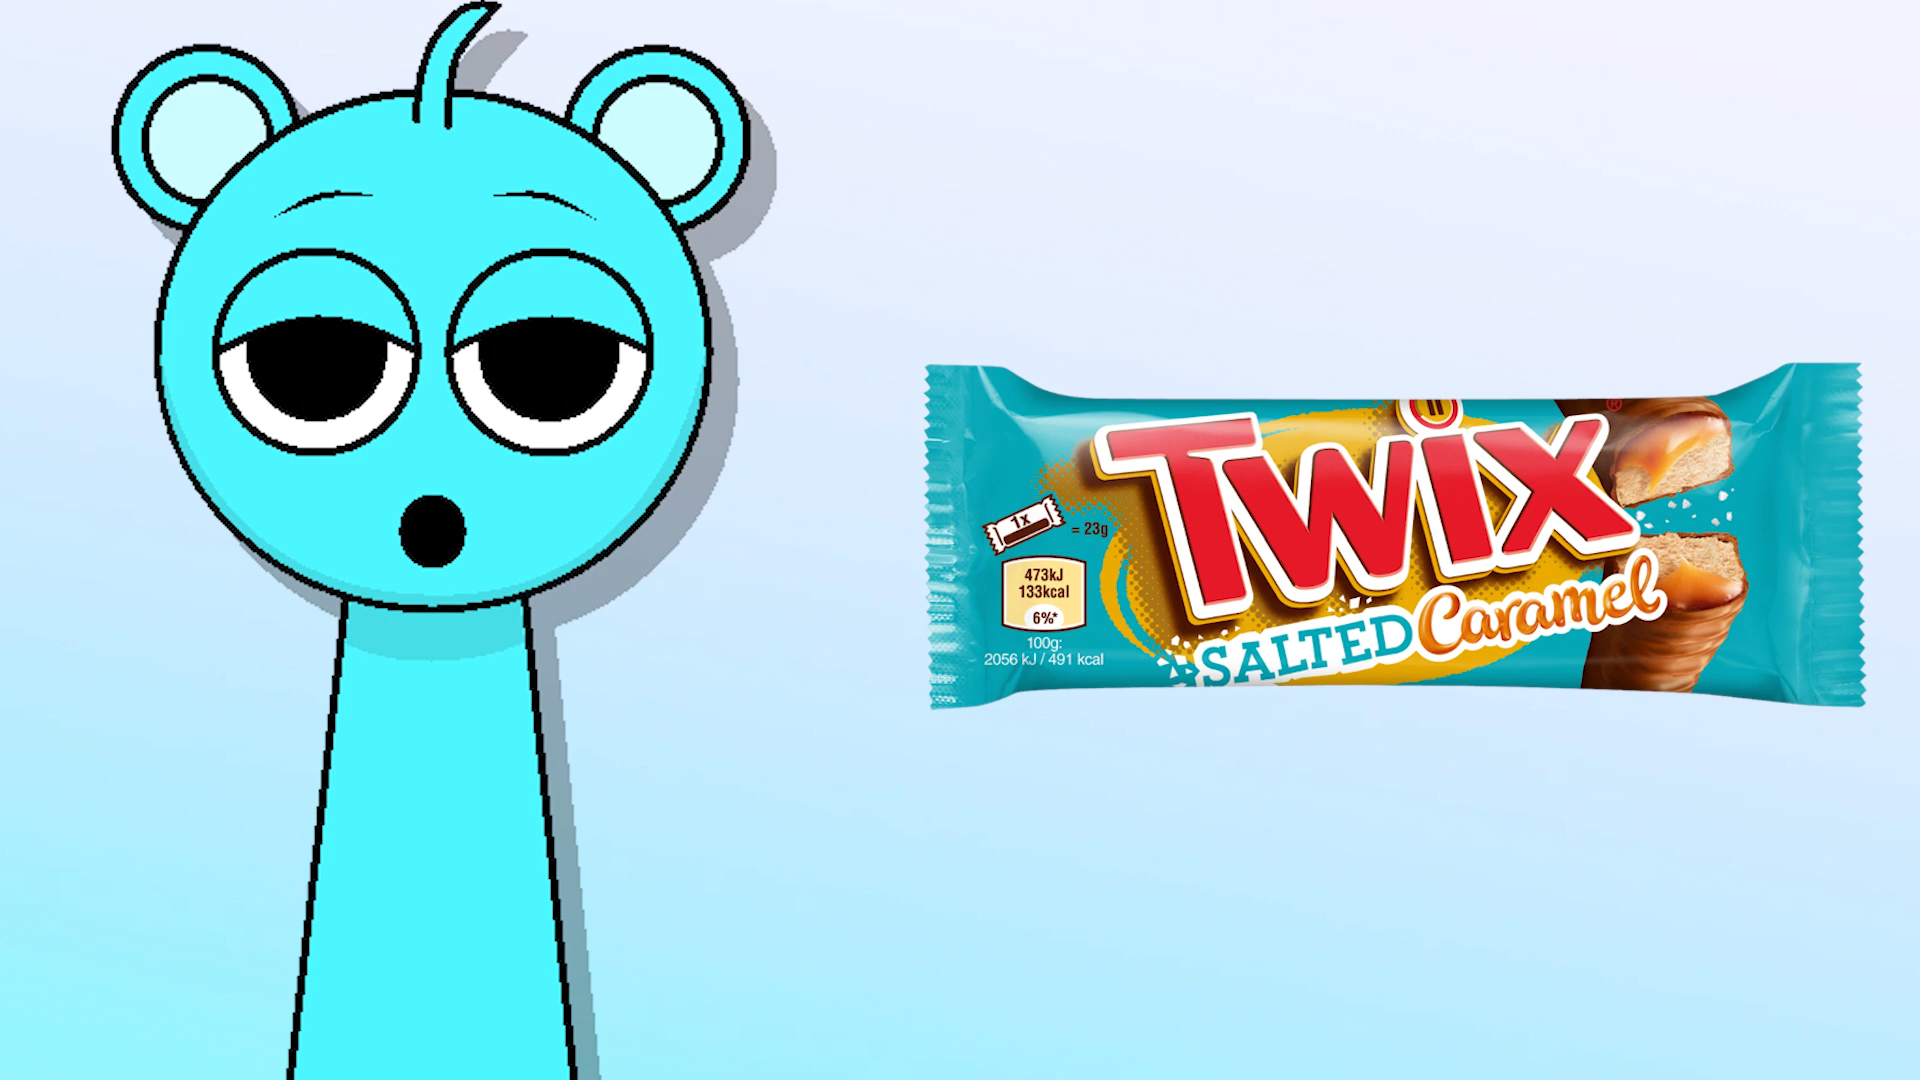 TWIX
®
SALTED Caramel
1x
= 23g
473kJ
133kcal
6%*
100g:
2056 kJ / 491 kcal